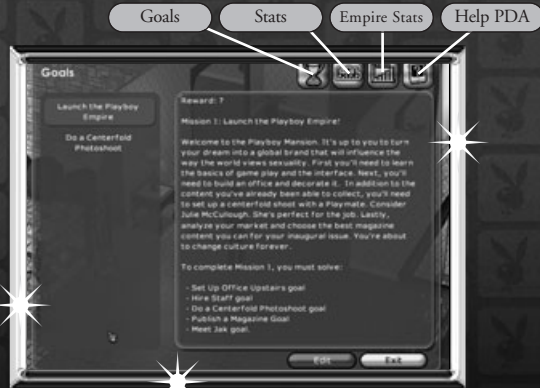 Goals Stats Empire Stats Help PDA
Goals
Launch the Playboy
Empire
Do a Centerfold
Photoshoot
Reward: ?
Mission 1: Launch the Playboy Empire!
Welcome to the Playboy Mansion. It's up to you to turn
your dream into a global brand that will influence the
way the world views sexuality. First you'll need to learn
the basics of game play and the interface. Next, you'll
need to build an office and decorate it. In addition to the
content you've already been able to collect, you'll need
to set up a centerfold shoot with a Playmate. Consider
Julie McCullough. She's perfect for the job. Lastly,
analyze your market and choose the best magazine
content you can for your inaugural issue. You're about
to change culture forever.
To complete Mission 1, you must solve:
- Set Up Office Upstairs goal
- Hire Staff goal
- Do a Centerfold Photoshoot goal
- Publish a Magazine Goal
- Meet Jak goal.
Edit Exit